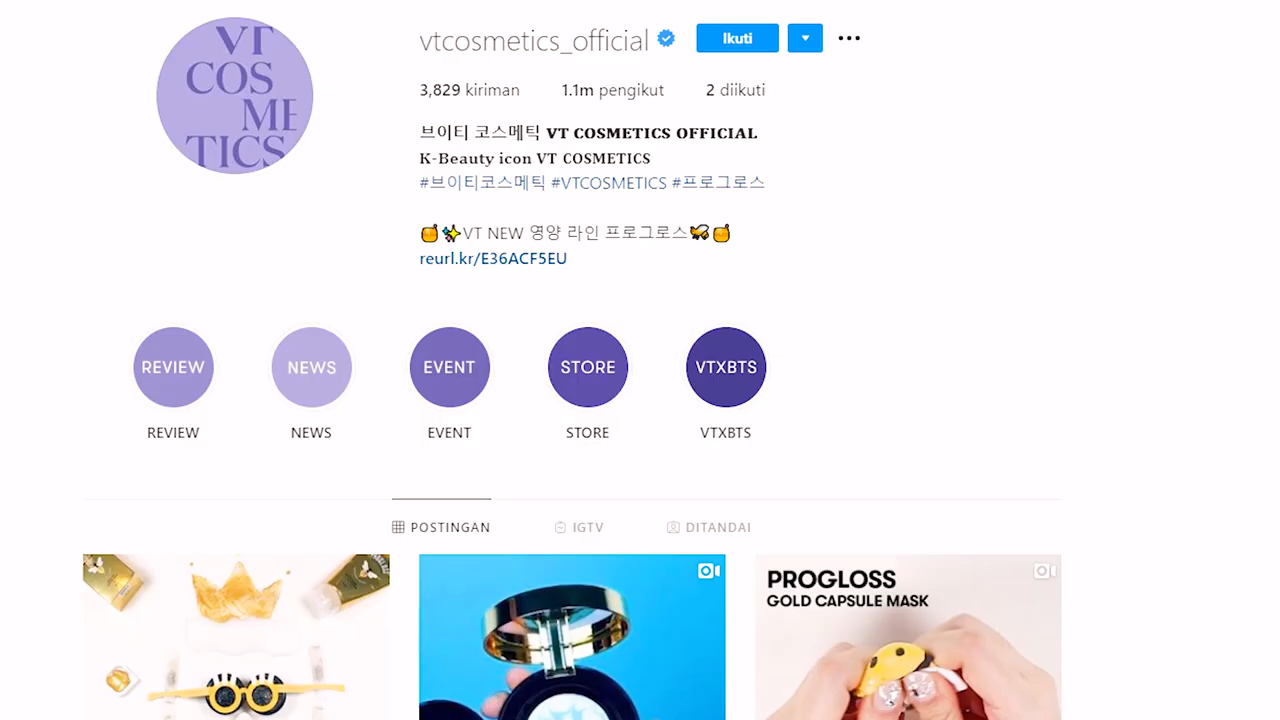 VT
COS
ME
TICS
vtcosmetics_official
Ikuti
3,829 kiriman 1.1m pengikut 2 diikuti
브이티 코스메틱 VT COSMETICS OFFICIAL
K-Beauty icon VT COSMETICS
#브이티코스메틱 #VTCOSMETICS #프로그로스
🍯✨VT NEW 영양 라인 프로그로스🐝🍯
reurl.kr/E36ACF5EU
REVIEW NEWS EVENT STORE VTXBTS
REVIEW NEWS EVENT STORE VTXBTS
POSTINGAN IGTV DITANDAI
PROGLOSS
GOLD CAPSULE MASK